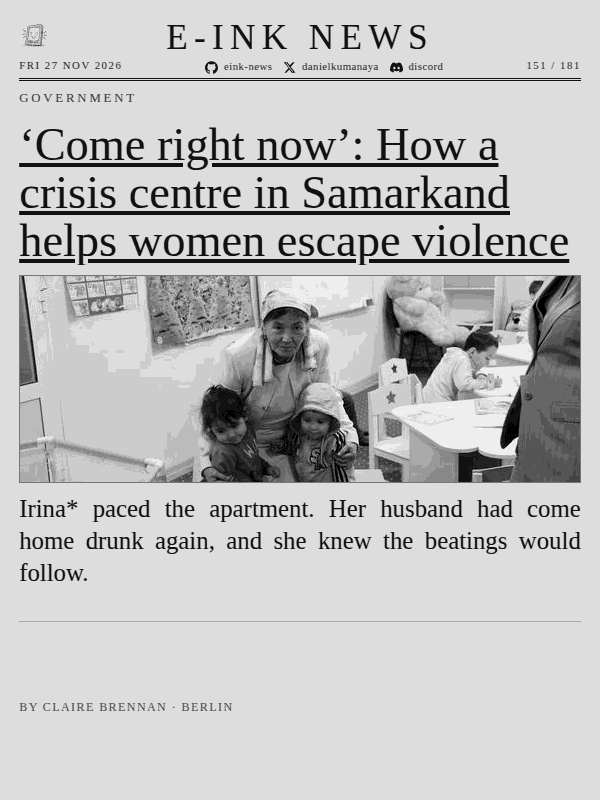 E-INK NEWS
FRI 27 NOV 2026
eink-news
danielkumanaya
discord
151 / 181
GOVERNMENT
‘Come right now’: How a
crisis centre in Samarkand
helps women escape violence
Irina* paced the apartment. Her husband had come
home drunk again, and she knew the beatings would
follow.
BY CLAIRE BRENNAN · BERLIN